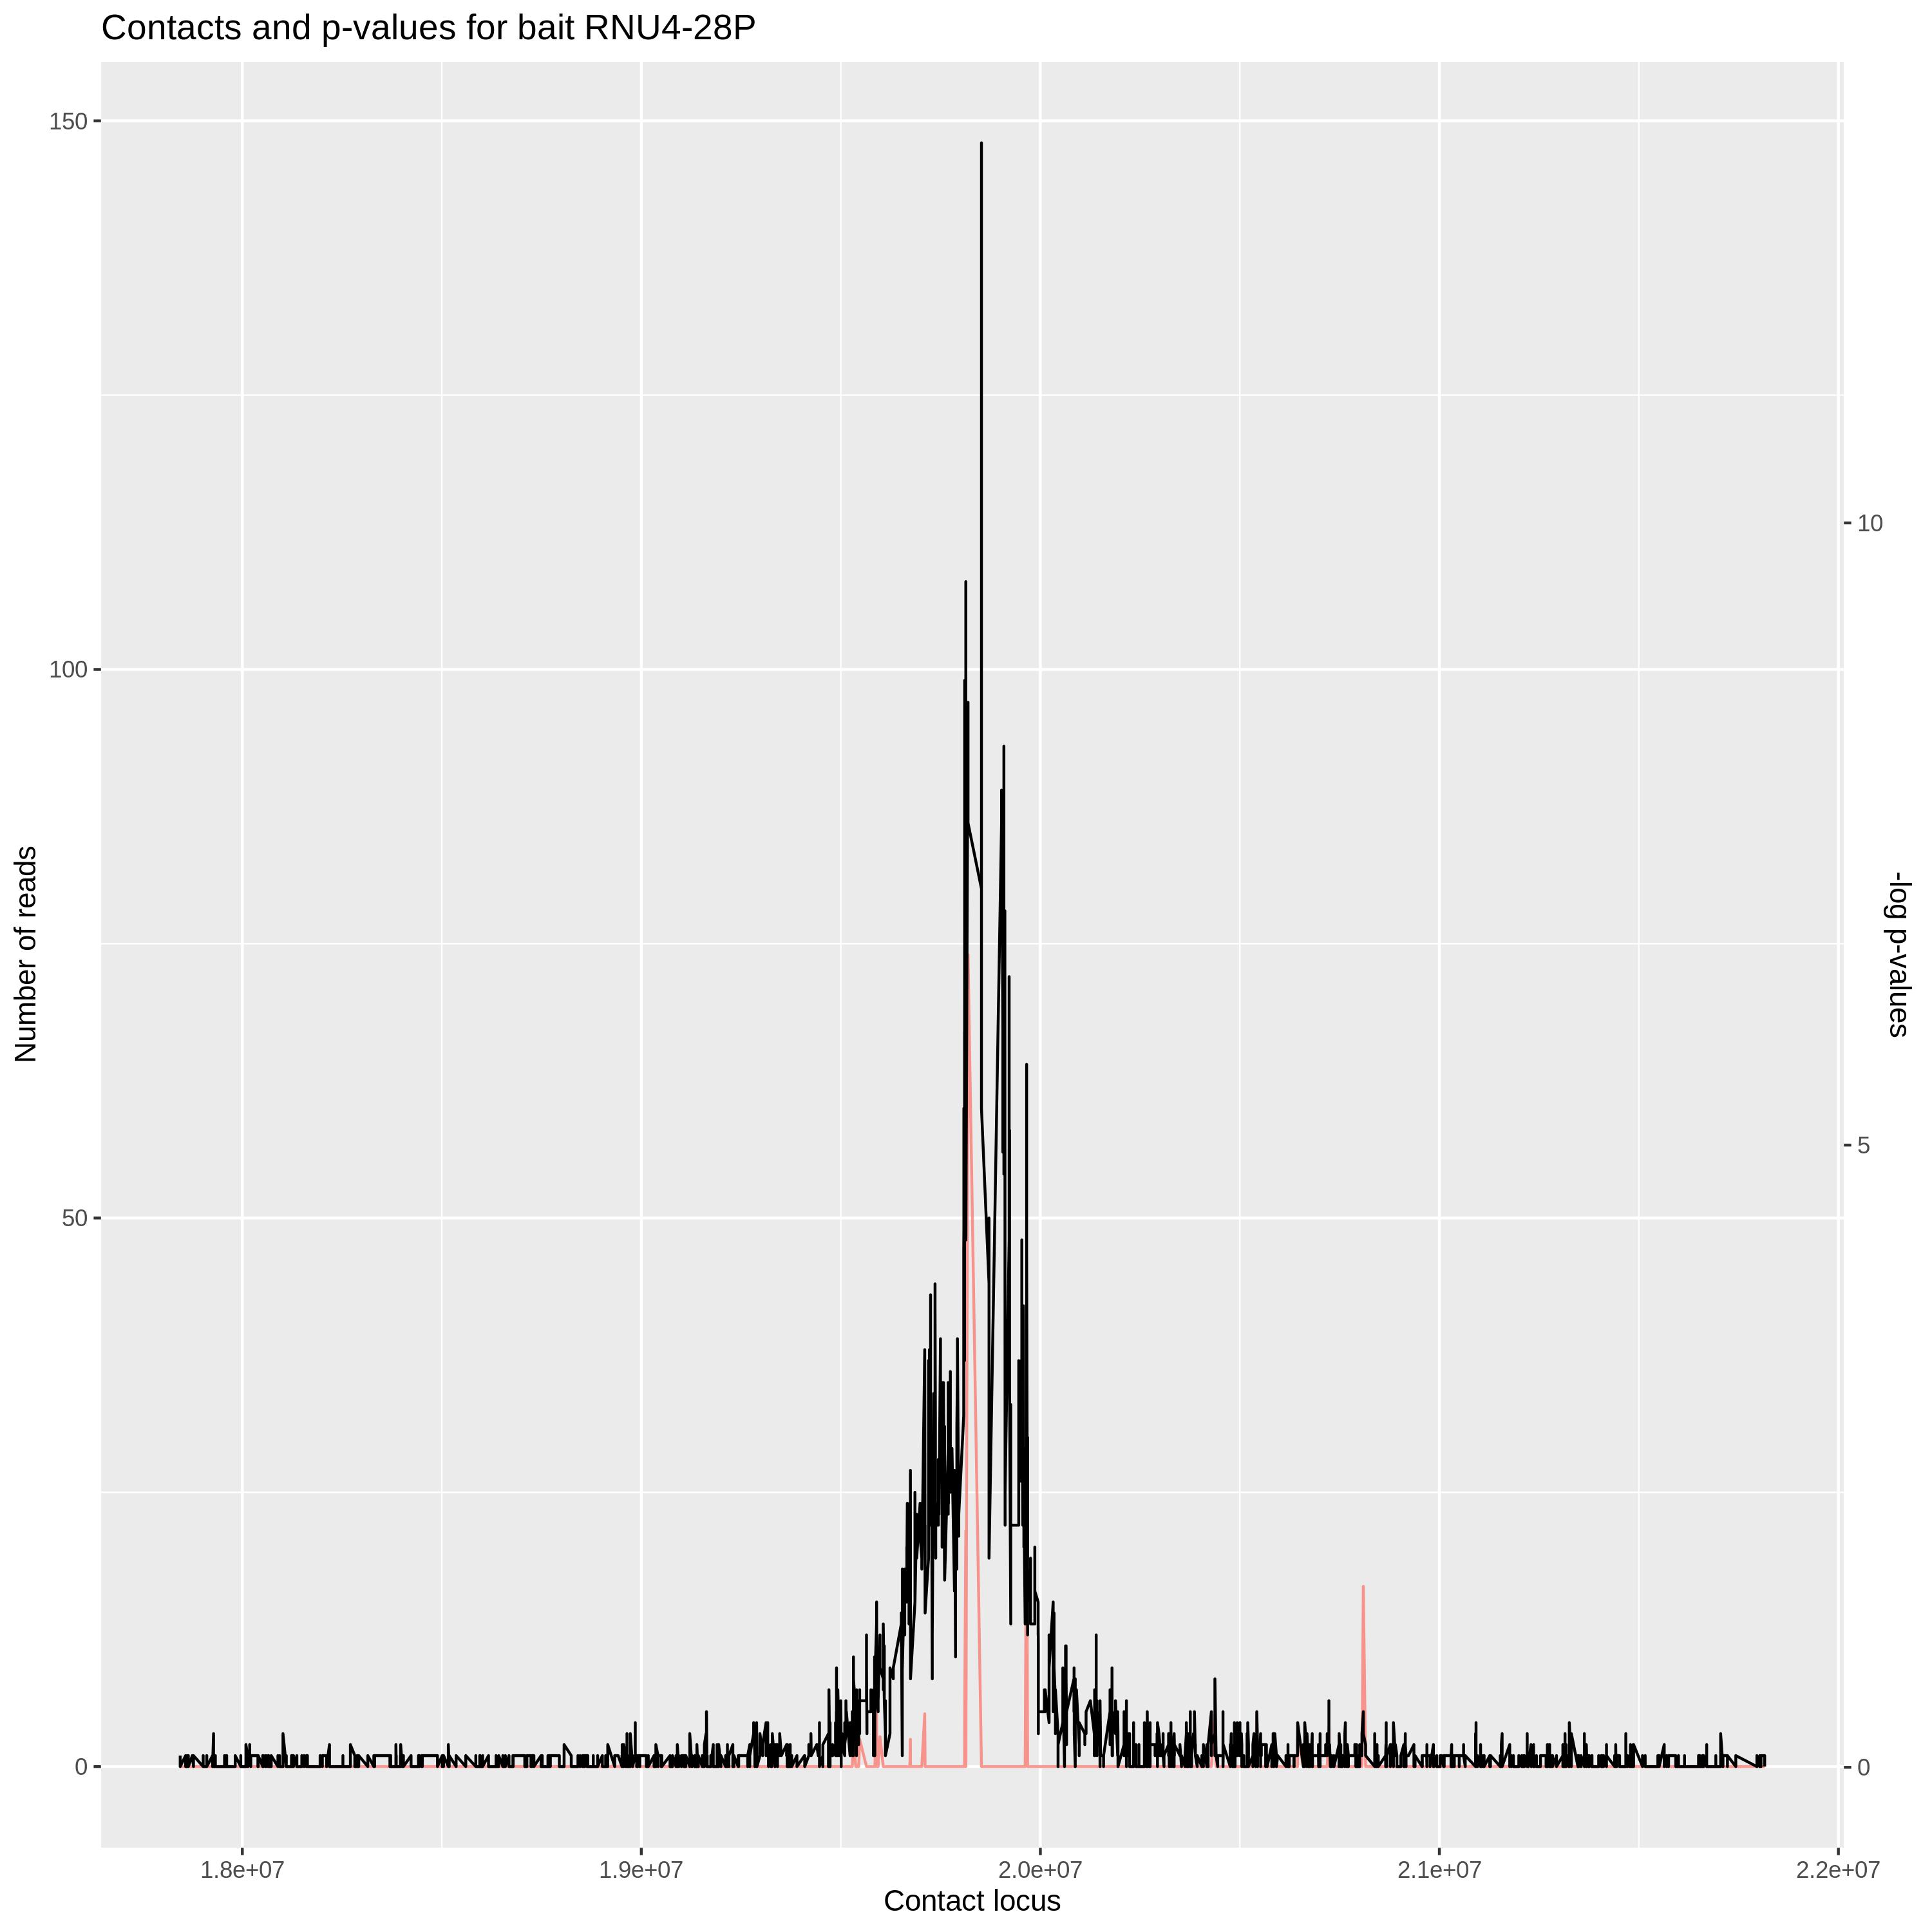 Contacts and p-values for bait RNU4-28P
150
100
50
0
10
5
0
Number of reads
-log p-values
1.8e+07 1.9e+07 2.0e+07 2.1e+07 2.2e+07
Contact locus